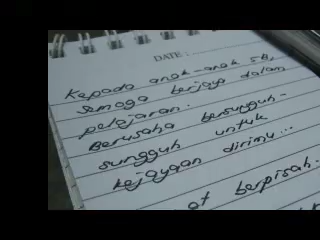 DATE :
Kepada anak-anak 5k,
semoga berjaya dalam
pelajaran.
Berusaha bersungguh-
sungguh untuk
kejayaan dirimu...
at berpisah.